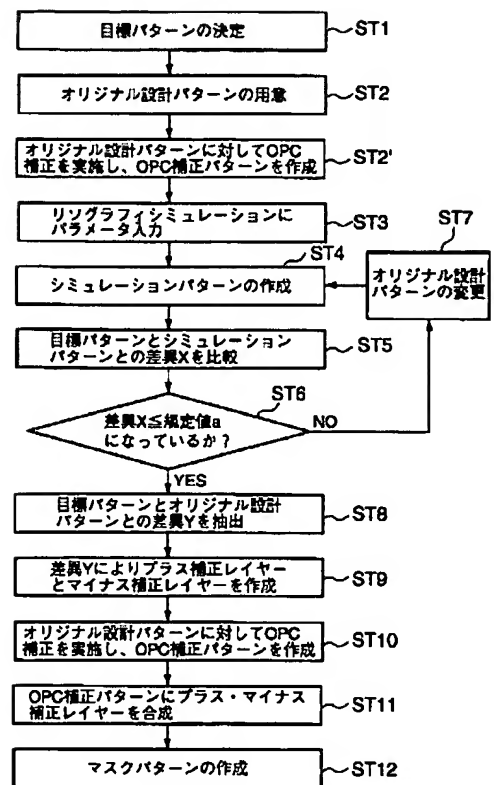 目標パターンの決定
ST1
オリジナル設計パターンの用意
ST2
オリジナル設計パターンに対してOPC
補正を実施し、OPC補正パターンを作成
ST2'
リソグラフィシミュレーションに
パラメータ入力
ST3
ST4
シミュレーションパターンの作成
ST7
オリジナル設計
パターンの変更
目標パターンとシミュレーション
パターンとの差異Xを比較
ST5
ST6
差異X≦規定値a
になっているか?
NO
YES
目標パターンとオリジナル設計
パターンとの差異Yを抽出
ST8
差異Yによりプラス補正レイヤー
とマイナス補正レイヤーを作成
ST9
オリジナル設計パターンに対してOPC
補正を実施し、OPC補正パターンを作成
ST10
OPC補正パターンにプラス・マイナス
補正レイヤーを合成
ST11
マスクパターンの作成
ST12